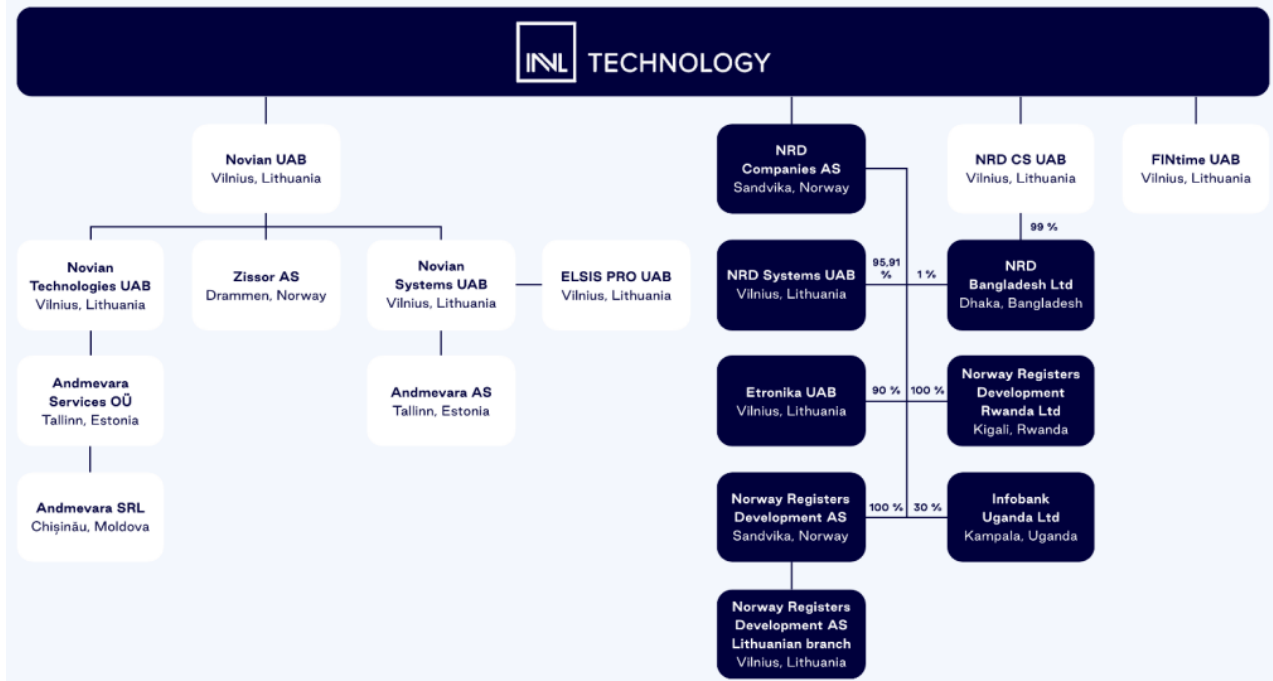 INVL TECHNOLOGY
Novian UAB
Vilnius, Lithuania
NRD
Companies AS
Sandvika, Norway
NRD CS UAB
Vilnius, Lithuania
FINtime UAB
Vilnius, Lithuania
99 %
Novian
Technologies UAB
Vilnius, Lithuania
Zissor AS
Drammen, Norway
Novian
Systems UAB
Vilnius, Lithuania
ELSIS PRO UAB
Vilnius, Lithuania
NRD Systems UAB
Vilnius, Lithuania
95,91
%
1 %
NRD
Bangladesh Ltd
Dhaka, Bangladesh
Andmevara
Services OÜ
Tallinn, Estonia
Andmevara AS
Tallinn, Estonia
Etronika UAB
Vilnius, Lithuania
90 %
100 %
Norway Registers
Development
Rwanda Ltd
Kigali, Rwanda
Andmevara SRL
Chișinău, Moldova
Norway Registers
Development AS
Sandvika, Norway
100 %
30 %
Infobank
Uganda Ltd
Kampala, Uganda
Norway Registers
Development AS
Lithuanian branch
Vilnius, Lithuania